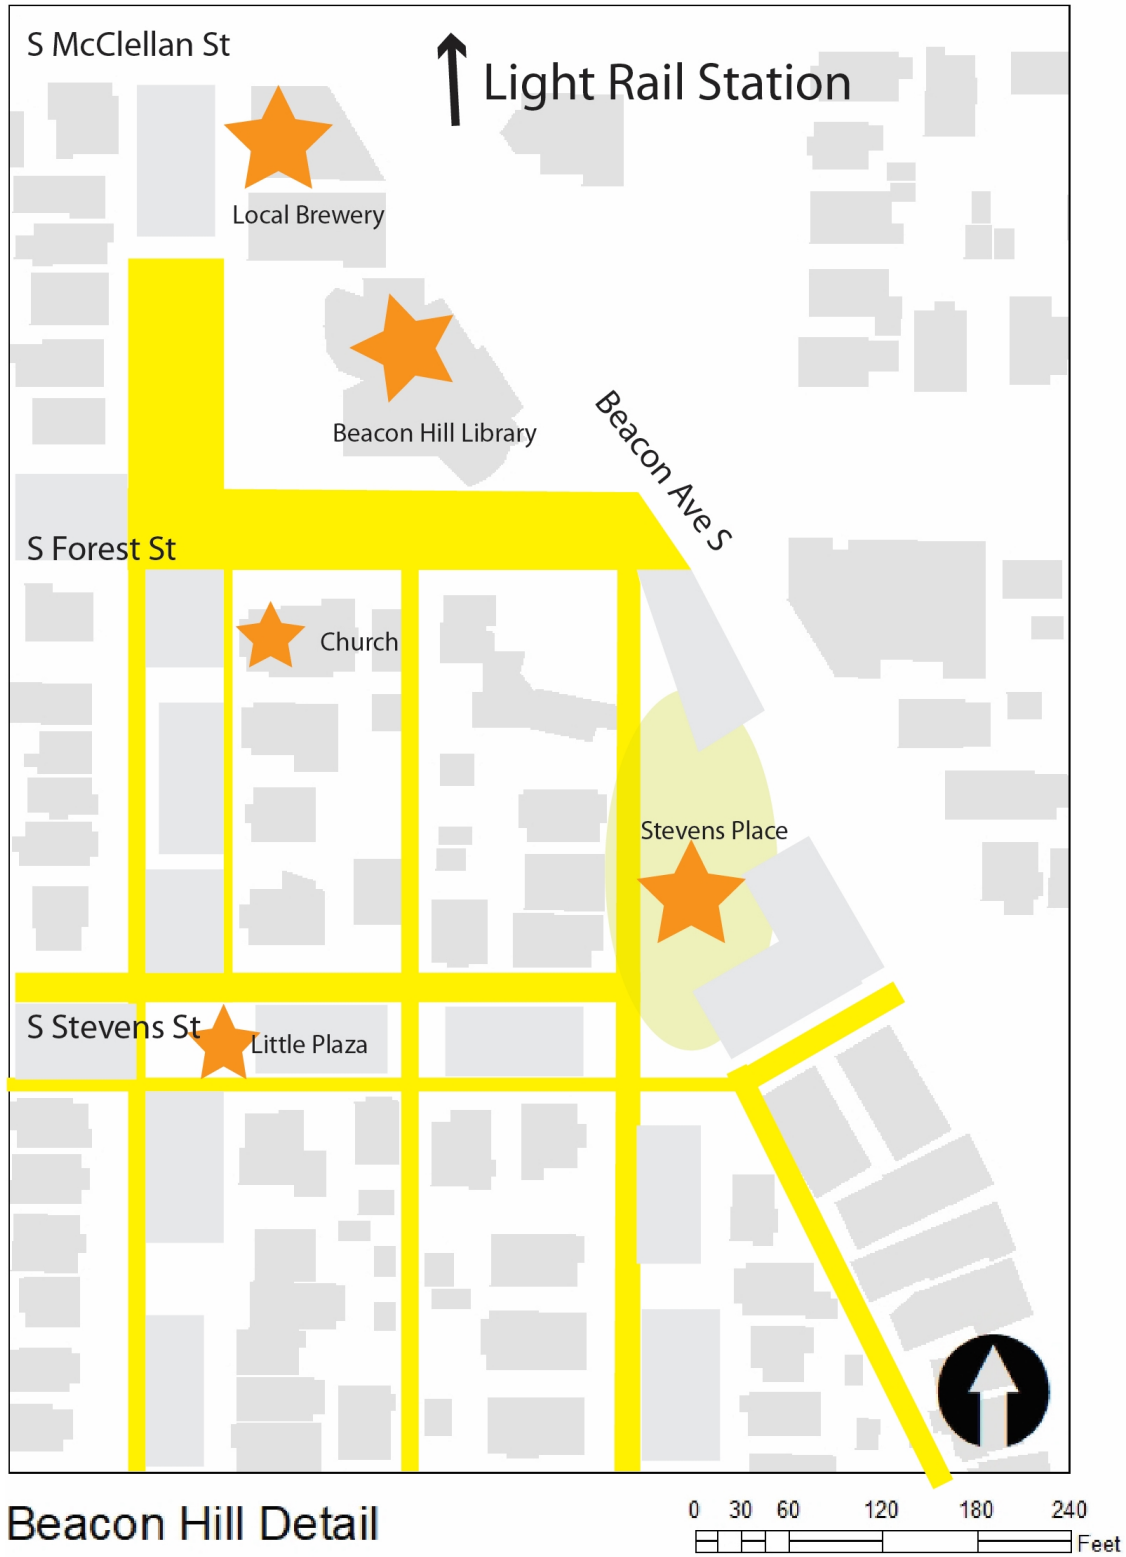 S McClellan St
Light Rail Station
Local Brewery
Beacon Hill Library
Beacon Ave S
S Forest St
Church
Stevens Place
S Stevens St
Little Plaza
Beacon Hill Detail
0 30 60 120 180 240
Feet